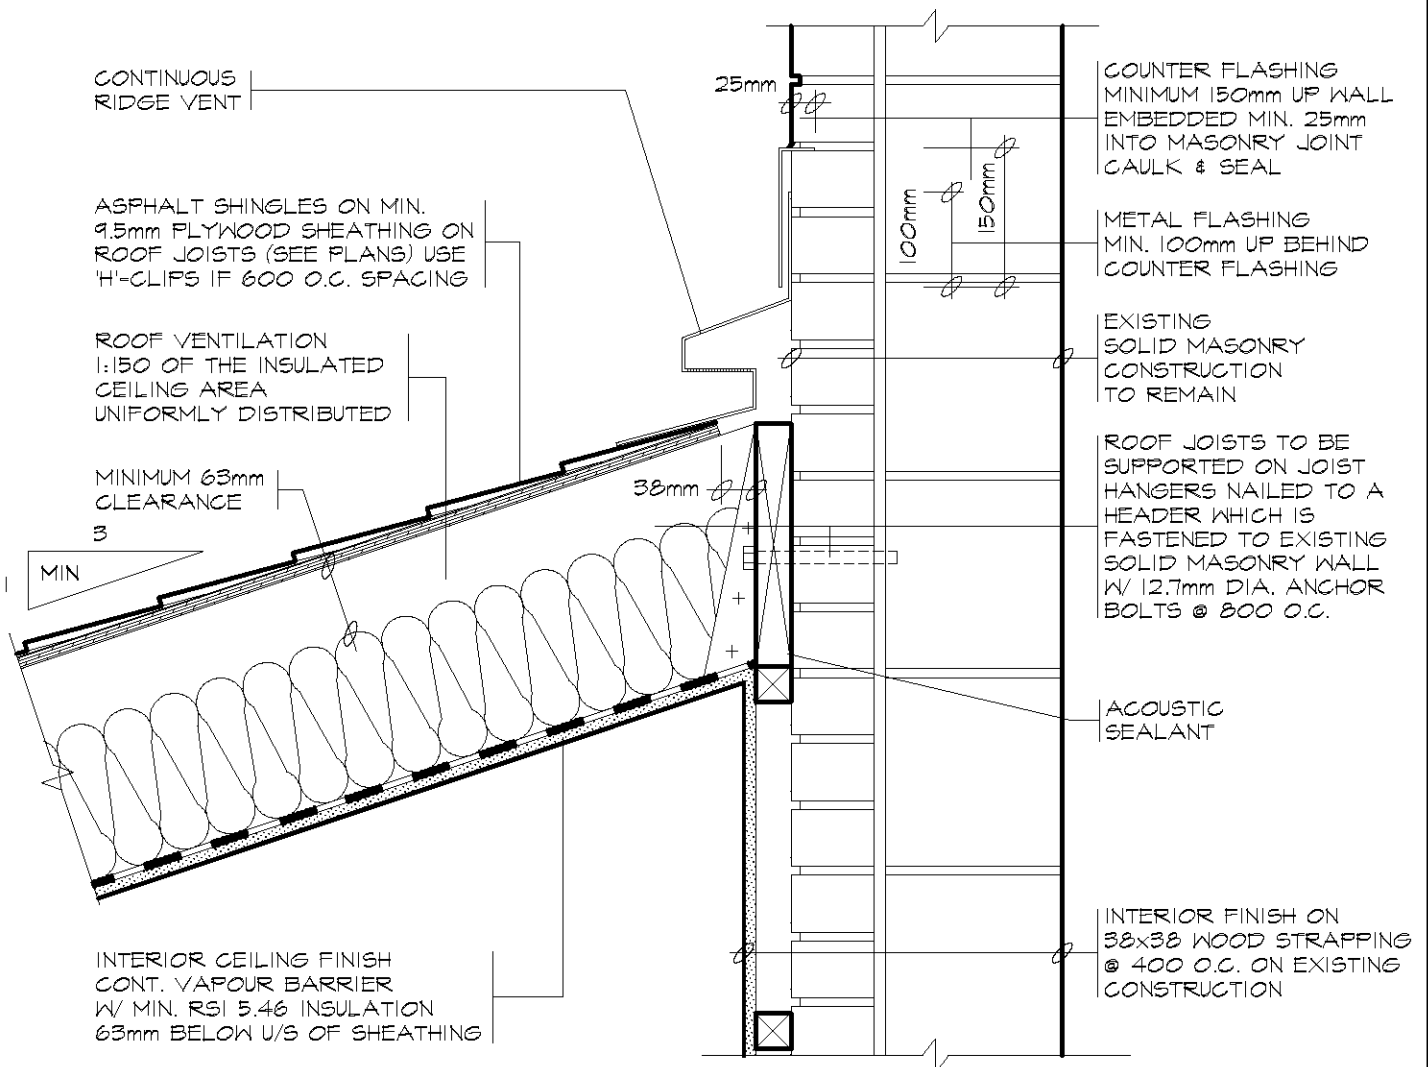 CONTINUOUS
RIDGE VENT
ASPHALT SHINGLES ON MIN.
9.5mm PLYWOOD SHEATHING ON
ROOF JOISTS (SEE PLANS) USE
'H'-CLIPS IF 600 O.C. SPACING
ROOF VENTILATION
1:150 OF THE INSULATED
CEILING AREA
UNIFORMLY DISTRIBUTED
MINIMUM 63mm
CLEARANCE
3
1
MIN
INTERIOR CEILING FINISH
CONT. VAPOUR BARRIER
W/ MIN. RSI 5.46 INSULATION
63mm BELOW U/S OF SHEATHING
25mm
100mm
150mm
38mm
COUNTER FLASHING
MINIMUM 150mm UP WALL
EMBEDDED MIN. 25mm
INTO MASONRY JOINT
CAULK & SEAL
METAL FLASHING
MIN. 100mm UP BEHIND
COUNTER FLASHING
EXISTING
SOLID MASONRY
CONSTRUCTION
TO REMAIN
ROOF JOISTS TO BE
SUPPORTED ON JOIST
HANGERS NAILED TO A
HEADER WHICH IS
FASTENED TO EXISTING
SOLID MASONRY WALL
W/ 12.7mm DIA. ANCHOR
BOLTS @ 800 O.C.
ACOUSTIC
SEALANT
INTERIOR FINISH ON
38x38 WOOD STRAPPING
@ 400 O.C. ON EXISTING
CONSTRUCTION